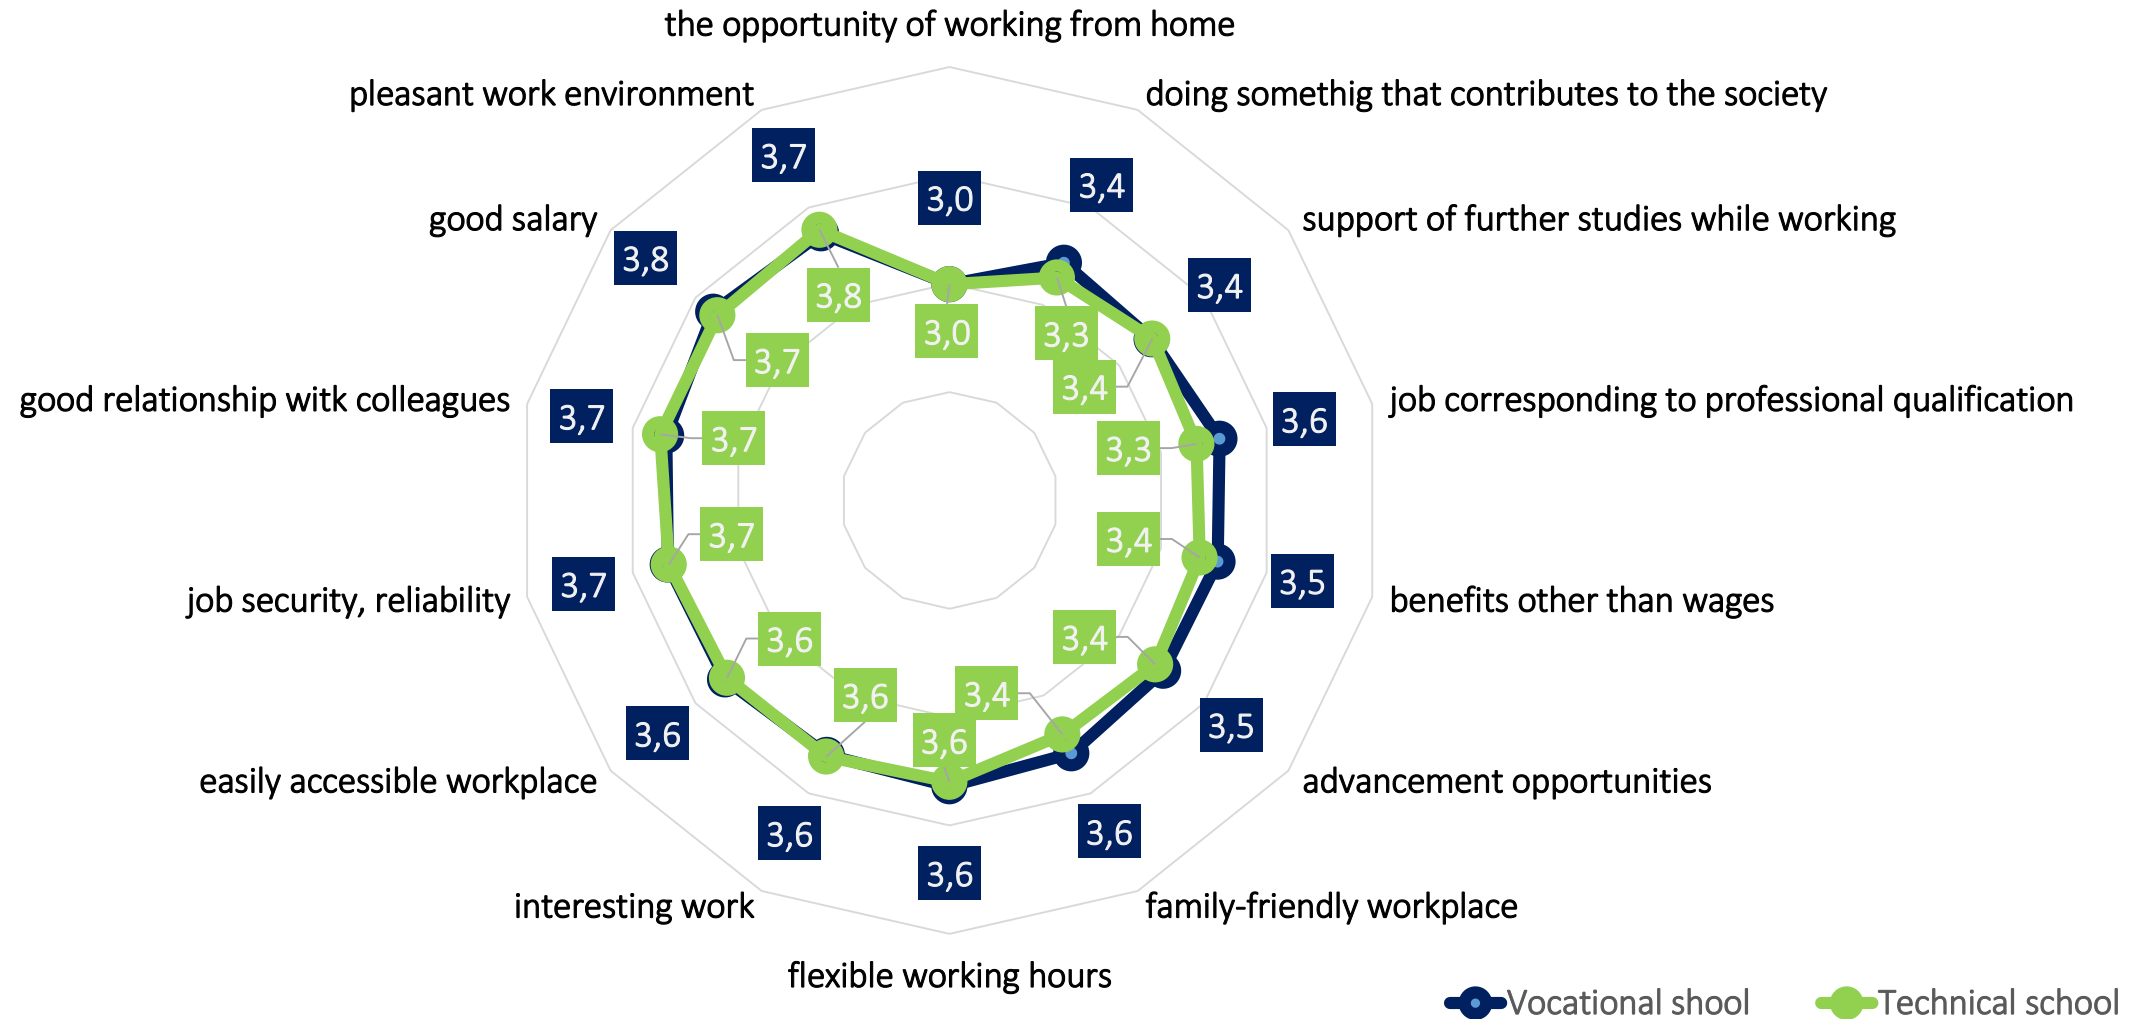 the opportunity of working from home
pleasant work environment
doing somethig that contributes to the society
3,7
3,0
3,4
good salary
support of further studies while working
3,8
3,4
3,8
3,0
3,3
3,7
3,4
good relationship witk colleagues
job corresponding to professional qualification
3,7
3,6
3,7
3,3
3,7
3,4
3,7
3,5
job security, reliability
benefits other than wages
3,6
3,4
3,6
3,4
3,6
3,6
3,5
easily accessible workplace
advancement opportunities
3,6
3,6
3,6
interesting work
family-friendly workplace
flexible working hours
Vocational shool
Technical school